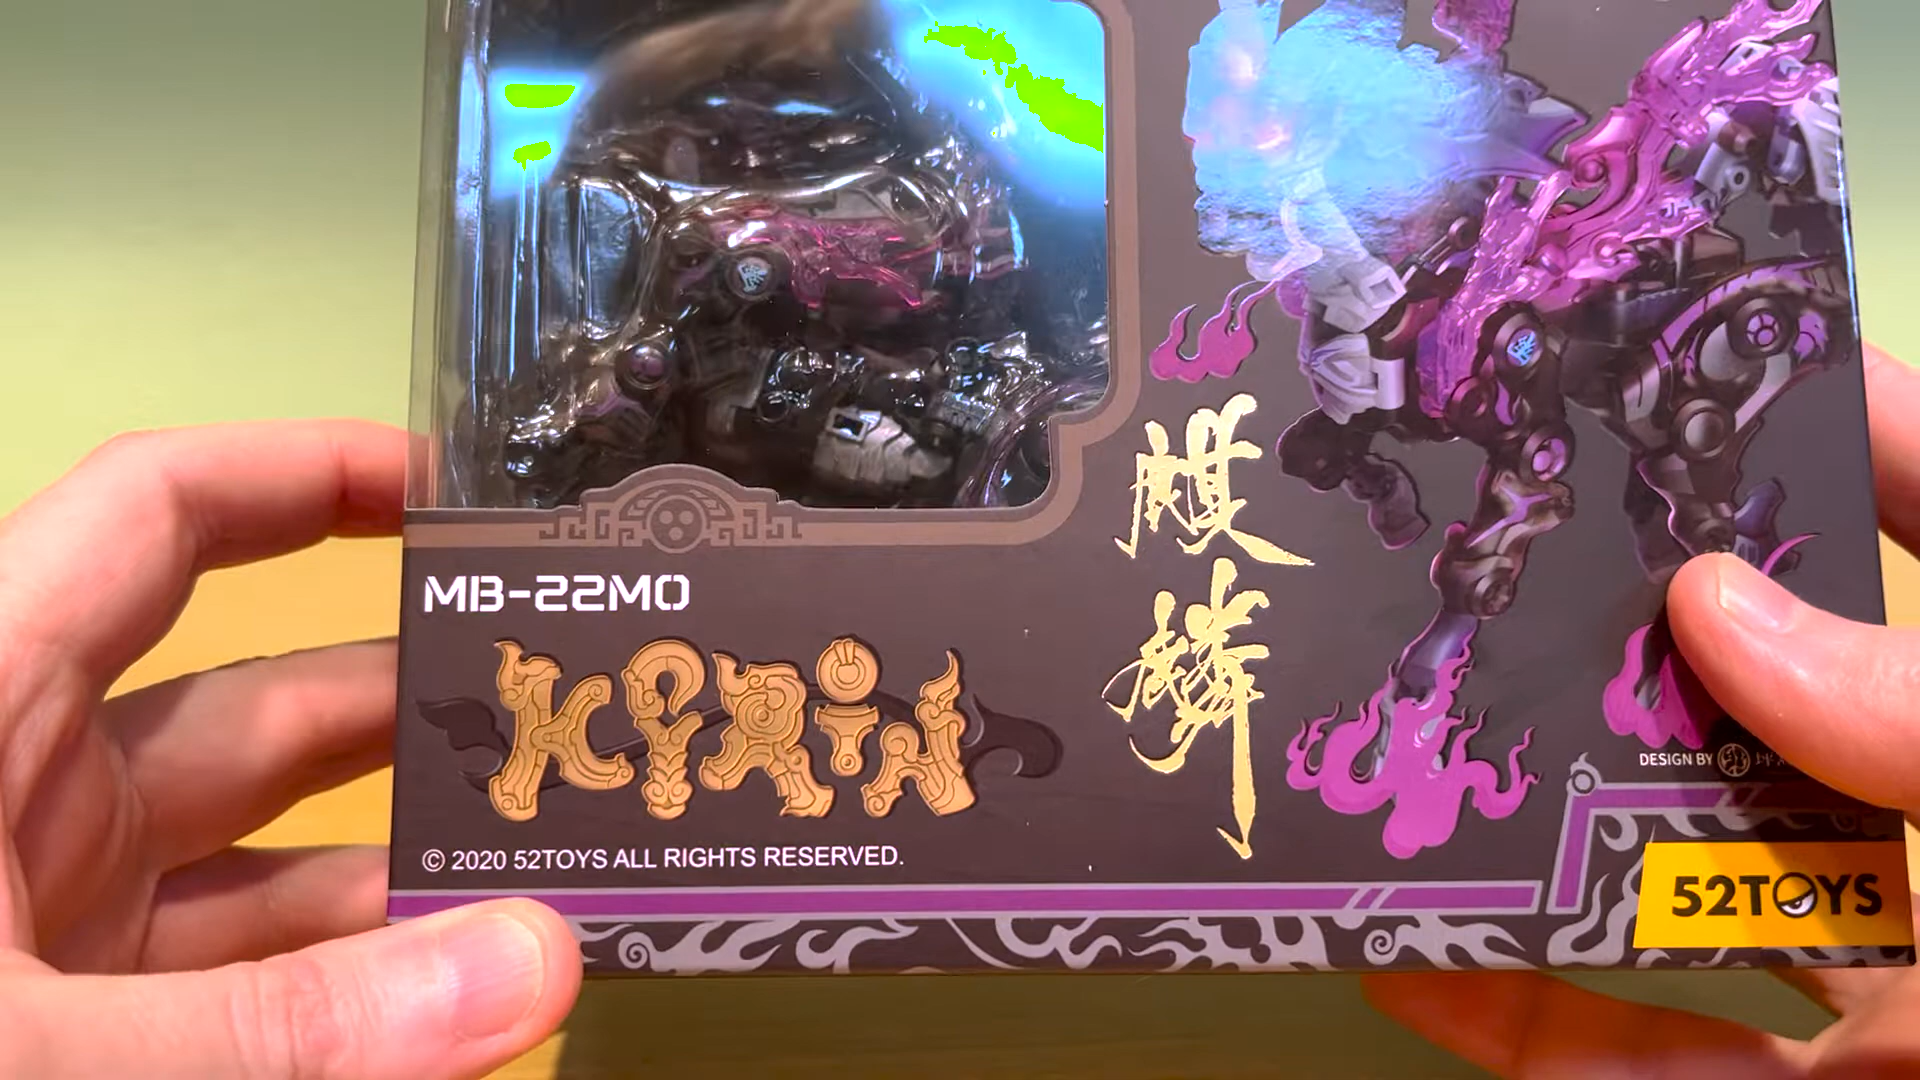 MB-22MO
KIRIN
© 2020 52TOYS ALL RIGHTS RESERVED.
麒麟
DESIGN BY
52TOYS